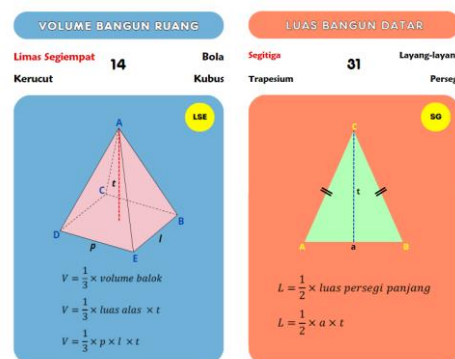 VOLUME BANGUN RUANG
Limas Segiempat
14
Bola
Kerucut
Kubus
LSE
A
t
C
B
D
p
l
E
V = 1/3 × volume balok
V = 1/3 × luas alas × t
V = 1/3 × p × l × t
LUAS BANGUN DATAR
Segitiga
31
Layang-layan
Trapesium
Perseg
SG
C
t
A
a
B
L = 1/2 × luas persegi panjang
L = 1/2 × a × t